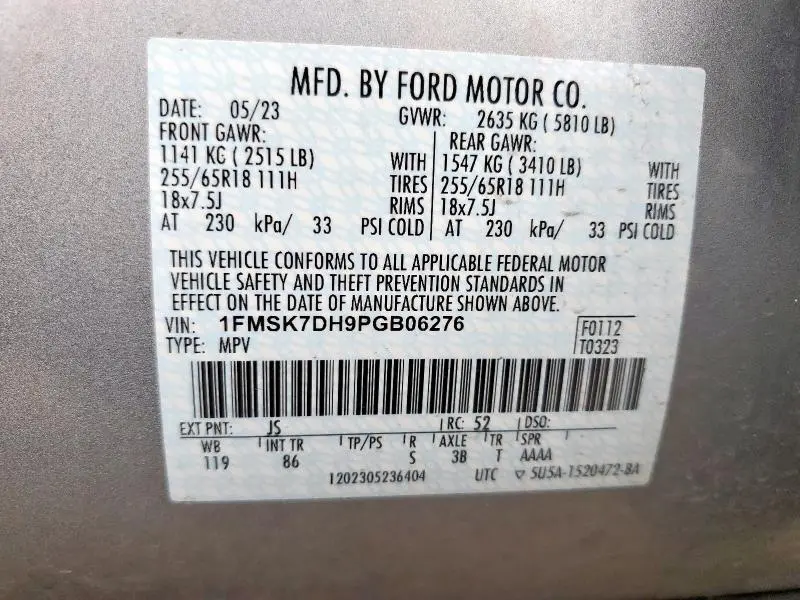 MFD. BY FORD MOTOR CO.
DATE: 05/23 GVWR: 2635 KG ( 5810 LB)
FRONT GAWR: REAR GAWR:
1141 KG ( 2515 LB) WITH 1547 KG ( 3410 LB) WITH
255/65R18 111H TIRES 255/65R18 111H TIRES
18x7.5J RIMS 18x7.5J RIMS
AT 230 kPa/ 33 PSI COLD AT 230 kPa/ 33 PSI COLD
THIS VEHICLE CONFORMS TO ALL APPLICABLE FEDERAL MOTOR
VEHICLE SAFETY AND THEFT PREVENTION STANDARDS IN
EFFECT ON THE DATE OF MANUFACTURE SHOWN ABOVE.
VIN: 1FMSK7DH9PGB06276 F0112
TYPE: MPV T0323
EXT PNT: JS RC: 52 DSO:
WB INT TR TP/PS R AXLE TR SPR
119 86 S 3B T AAAA
1202305236404 UTC ▽ 5U5A-1520472-BA